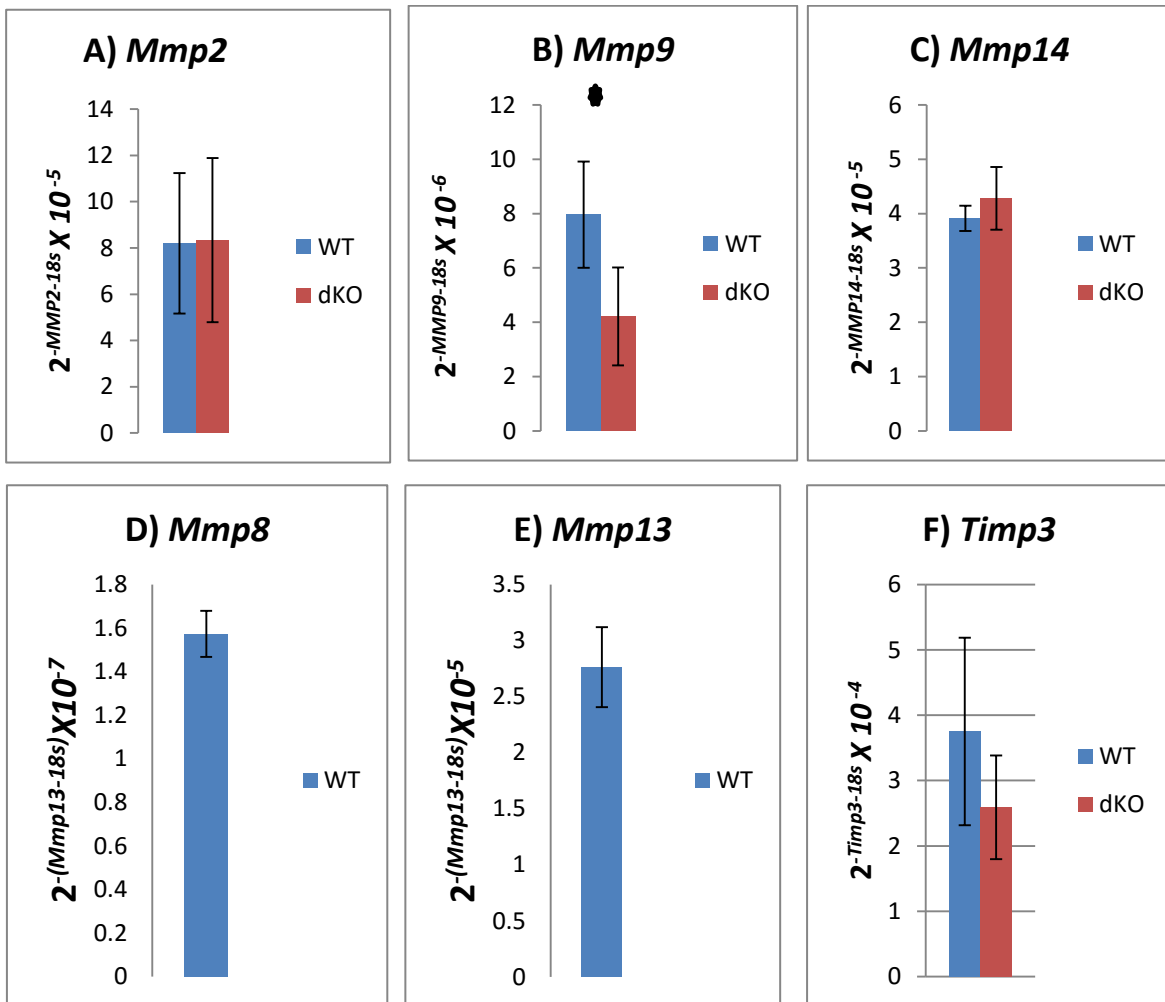 A) Mmp2
14
12
10
8
6
4
2
0
2-MMP2-18s X 10-5
WT
dKO
B) Mmp9
*
12
10
8
6
4
2
0
2-MMP9-18s X 10-6
WT
dKO
C) Mmp14
6
5
4
3
2
1
0
2-MMP14-18s X 10-5
WT
dKO
D) Mmp8
1.8
1.6
1.4
1.2
1
0.8
0.6
0.4
0.2
0
2-(Mmp13-18s)X10-7
WT
E) Mmp13
3.5
3
2.5
2
1.5
1
0.5
0
2-(Mmp13-18s)X10-5
WT
F) Timp3
6
5
4
3
2
1
0
2-Timp3-18s X 10-4
WT
dKO